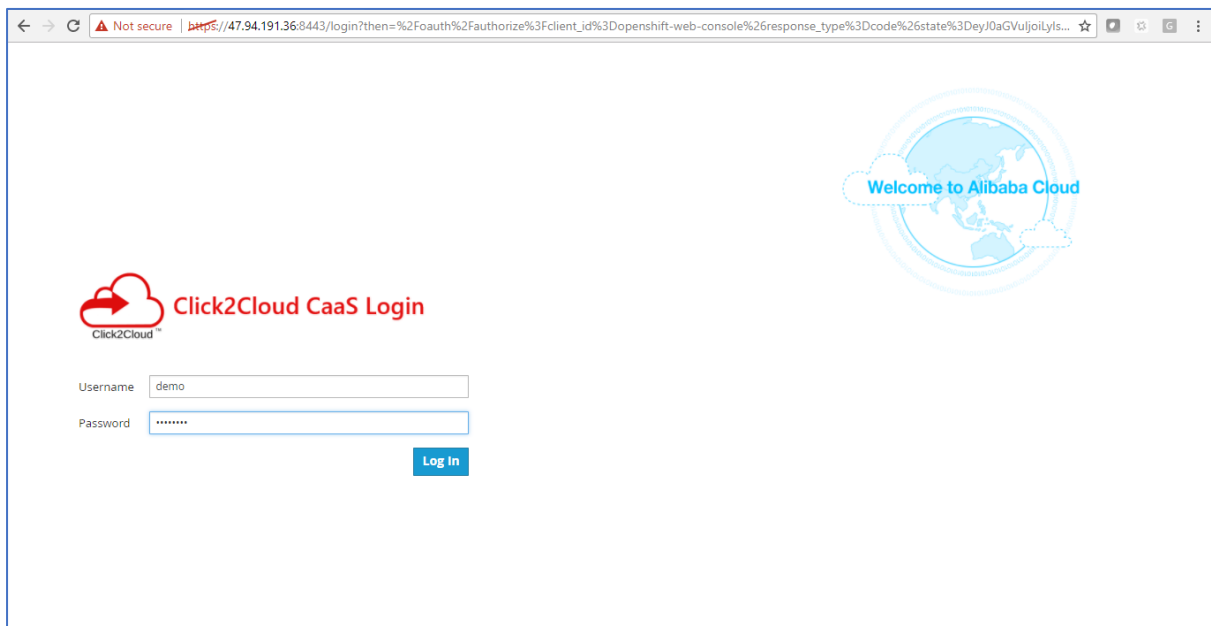 Not secure | https://47.94.191.36:8443/login?then=%2Foauth%2Fauthorize%3Fclient_id%3Dopenshift-web-console%26response_type%3Dcode%26state%3DeyJ0aGVuIjoiLyIs...
Welcome to Alibaba Cloud
Click2Cloud CaaS Login
Click2Cloud™
Username demo
Password ••••••••
Log In